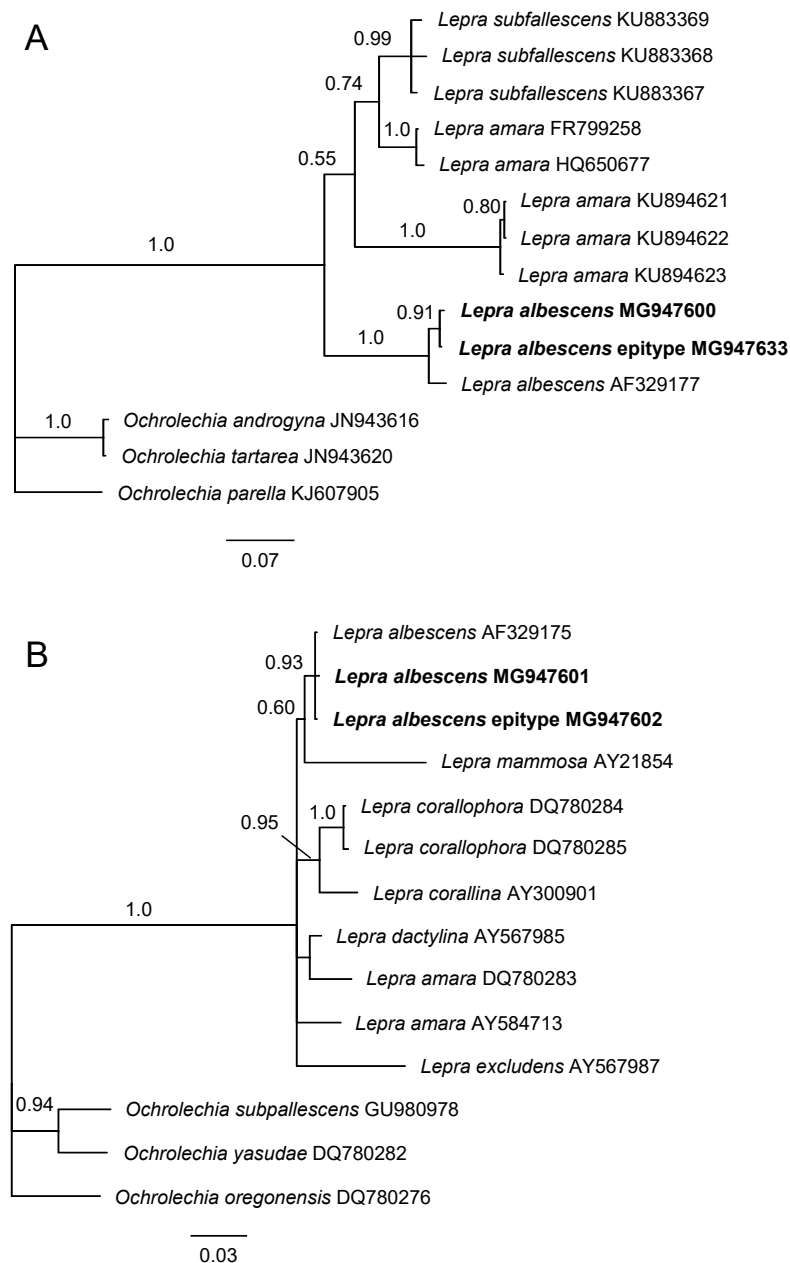 A
Lepra subfallescens KU883369
0.99
Lepra subfallescens KU883368
0.74
Lepra subfallescens KU883367
1.0
Lepra amara FR799258
0.55
Lepra amara HQ650677
0.80
Lepra amara KU894621
1.0
Lepra amara KU894622
1.0
Lepra amara KU894623
0.91
Lepra albescens MG947600
1.0
Lepra albescens epitype MG947633
Lepra albescens AF329177
1.0
Ochrolechia androgyna JN943616
Ochrolechia tartarea JN943620
Ochrolechia parella KJ607905
0.07
B
Lepra albescens AF329175
0.93
Lepra albescens MG947601
0.60
Lepra albescens epitype MG947602
Lepra mammosa AY21854
1.0
Lepra corallophora DQ780284
0.95
Lepra corallophora DQ780285
Lepra corallina AY300901
1.0
Lepra dactylina AY567985
Lepra amara DQ780283
Lepra amara AY584713
Lepra excludens AY567987
0.94
Ochrolechia subpallescens GU980978
Ochrolechia yasudae DQ780282
Ochrolechia oregonensis DQ780276
0.03